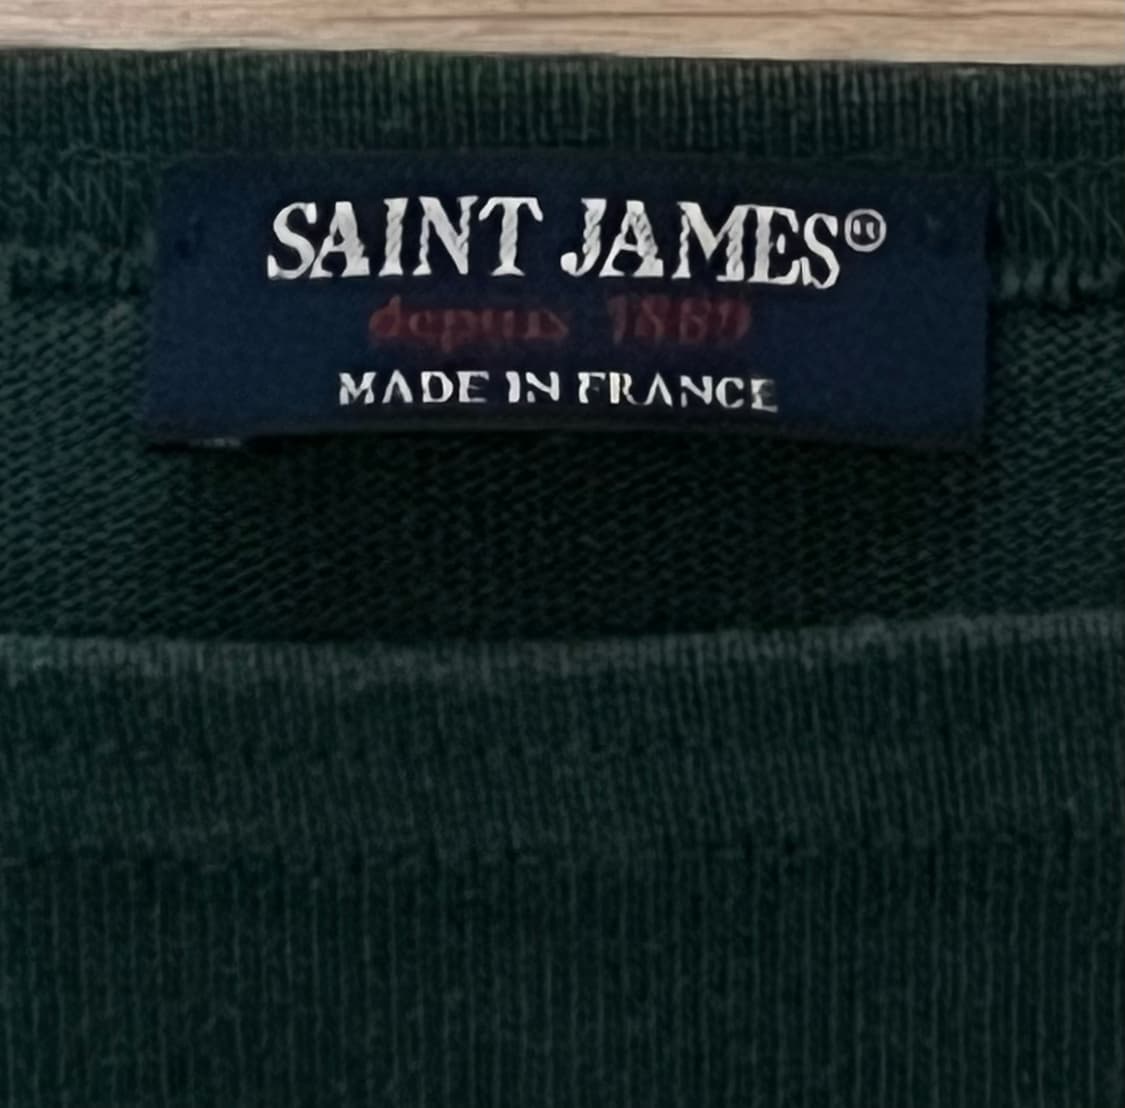 SAINT JAMES®
depuis 1889
MADE IN FRANCE